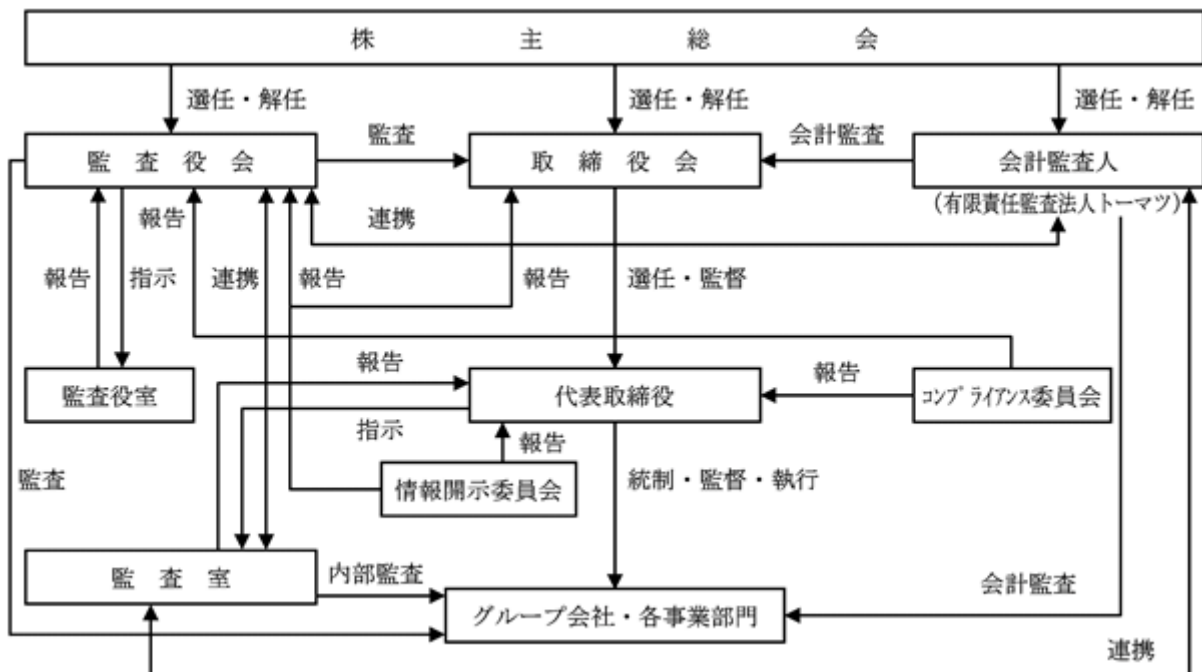 株主総会
選任・解任
選任・解任
選任・解任
監査役会
監査
取締役会
会計監査
会計監査人
(有限責任監査法人トーマツ)
報告
連携
報告
指示
連携
報告
報告
選任・監督
報告
報告
監査役室
代表取締役
コンプライアンス委員会
指示
報告
監査
情報開示委員会
統制・監督・執行
監査室
内部監査
会計監査
グループ会社・各事業部門
連携